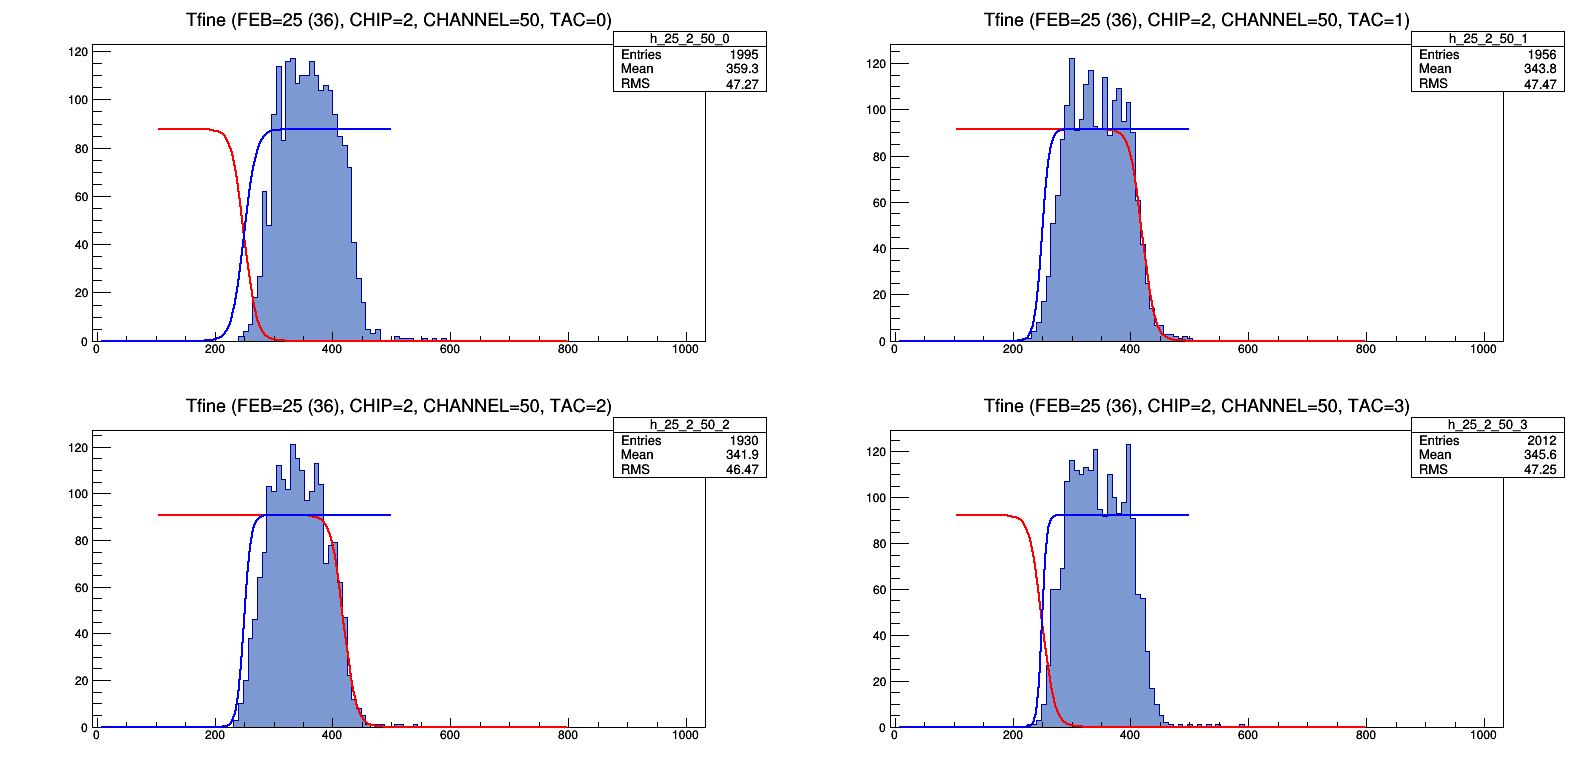 Tfine (FEB=25 (36), CHIP=2, CHANNEL=50, TAC=0)
h_25_2_50_0
Entries 1995
Mean 359.3
RMS 47.27
120
100
80
60
40
20
0
0 200 400 600 800 1000
Tfine (FEB=25 (36), CHIP=2, CHANNEL=50, TAC=1)
h_25_2_50_1
Entries 1956
Mean 343.8
RMS 47.47
120
100
80
60
40
20
0
0 200 400 600 800 1000
Tfine (FEB=25 (36), CHIP=2, CHANNEL=50, TAC=2)
h_25_2_50_2
Entries 1930
Mean 341.9
RMS 46.47
120
100
80
60
40
20
0
0 200 400 600 800 1000
Tfine (FEB=25 (36), CHIP=2, CHANNEL=50, TAC=3)
h_25_2_50_3
Entries 2012
Mean 345.6
RMS 47.25
120
100
80
60
40
20
0
0 200 400 600 800 1000